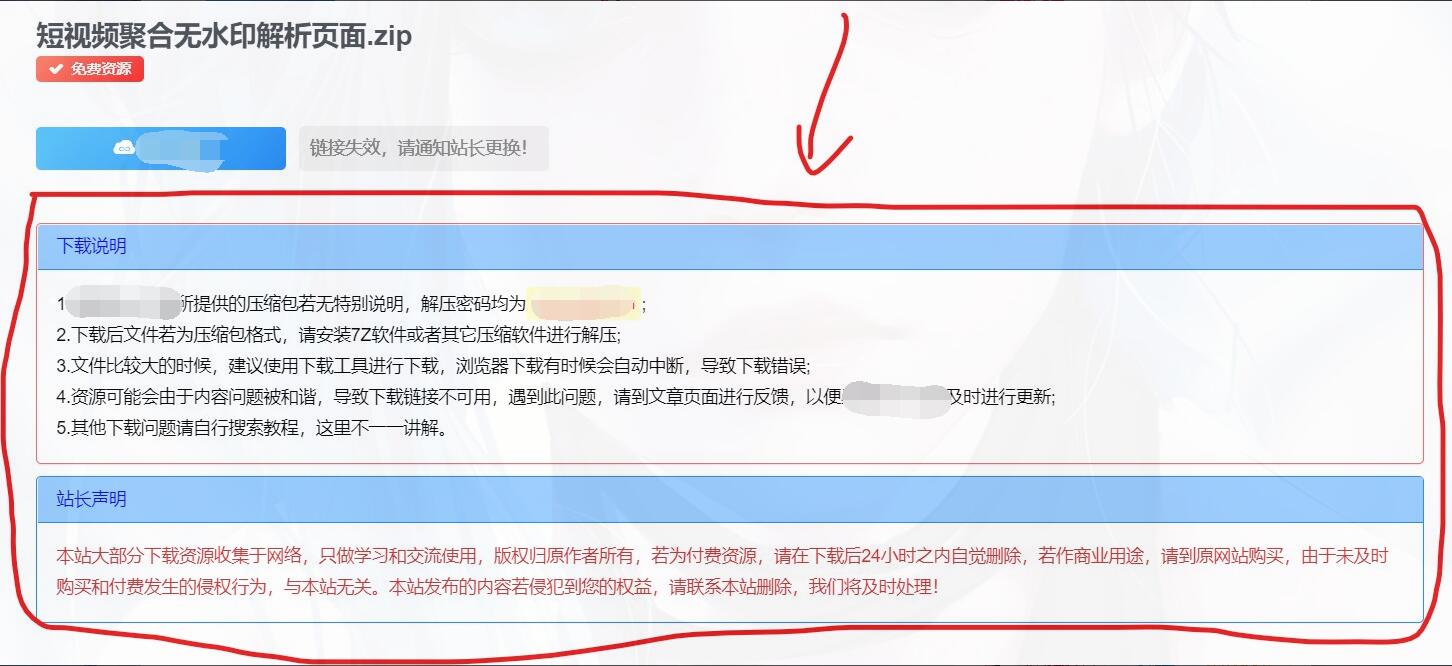 短视频聚合无水印解析页面.zip
免费资源
链接失效，请通知站长更换！
下载说明
1 所提供的压缩包若无特别说明，解压密码均为 ；
2.下载后文件若为压缩包格式，请安装7Z软件或者其它压缩软件进行解压;
3.文件比较大的时候，建议使用下载工具进行下载，浏览器下载有时候会自动中断，导致下载错误;
4.资源可能会由于内容问题被和谐，导致下载链接不可用，遇到此问题，请到文章页面进行反馈，以便 及时进行更新;
5.其他下载问题请自行搜索教程，这里不一一讲解。
站长声明
本站大部分下载资源收集于网络，只做学习和交流使用，版权归原作者所有，若为付费资源，请在下载后24小时之内自觉删除，若作商业用途，请到原网站购买，由于未及时
购买和付费发生的侵权行为，与本站无关。本站发布的内容若侵犯到您的权益，请联系本站删除，我们将及时处理！